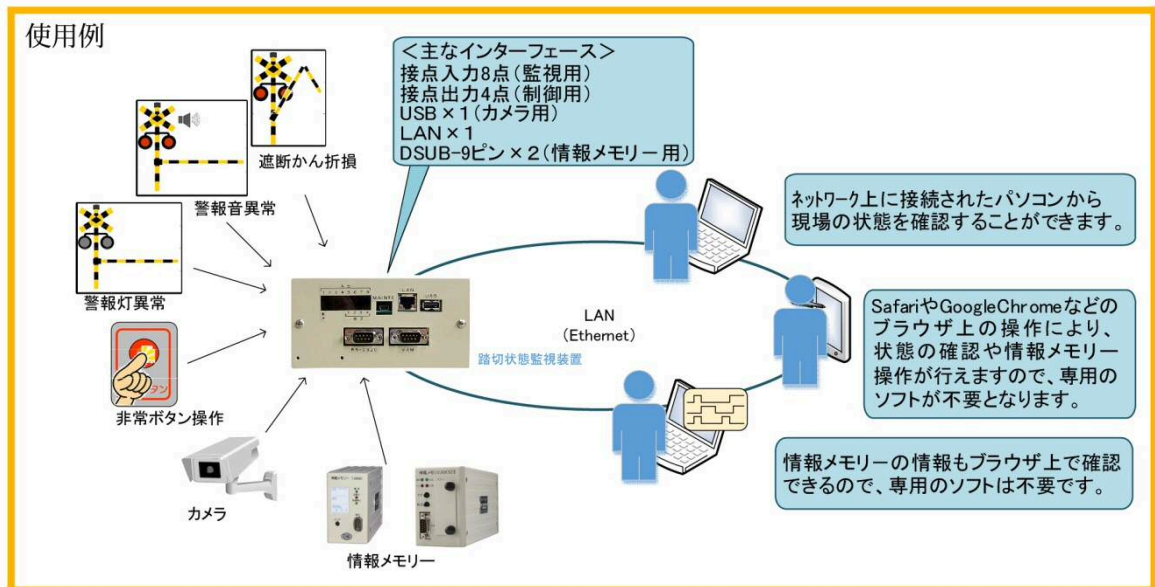 使用例
<主なインターフェース>
接点入力8点(監視用)
接点出力4点(制御用)
USB×1(カメラ用)
LAN×1
DSUB-9ピン×2(情報メモリー用)
遮断かん折損
警報音異常
警報灯異常
非常ボタン操作
カメラ
情報メモリー
MAINTE
LAN
USB
踏切状態監視装置
LAN
(Ethernet)
ネットワーク上に接続されたパソコンから
現場の状態を確認することができます。
SafariやGoogleChromeなどの
ブラウザ上の操作により、
状態の確認や情報メモリー
操作が行えますので、専用の
ソフトが不要となります。
情報メモリーの情報もブラウザ上で確認
できるので、専用のソフトは不要です。